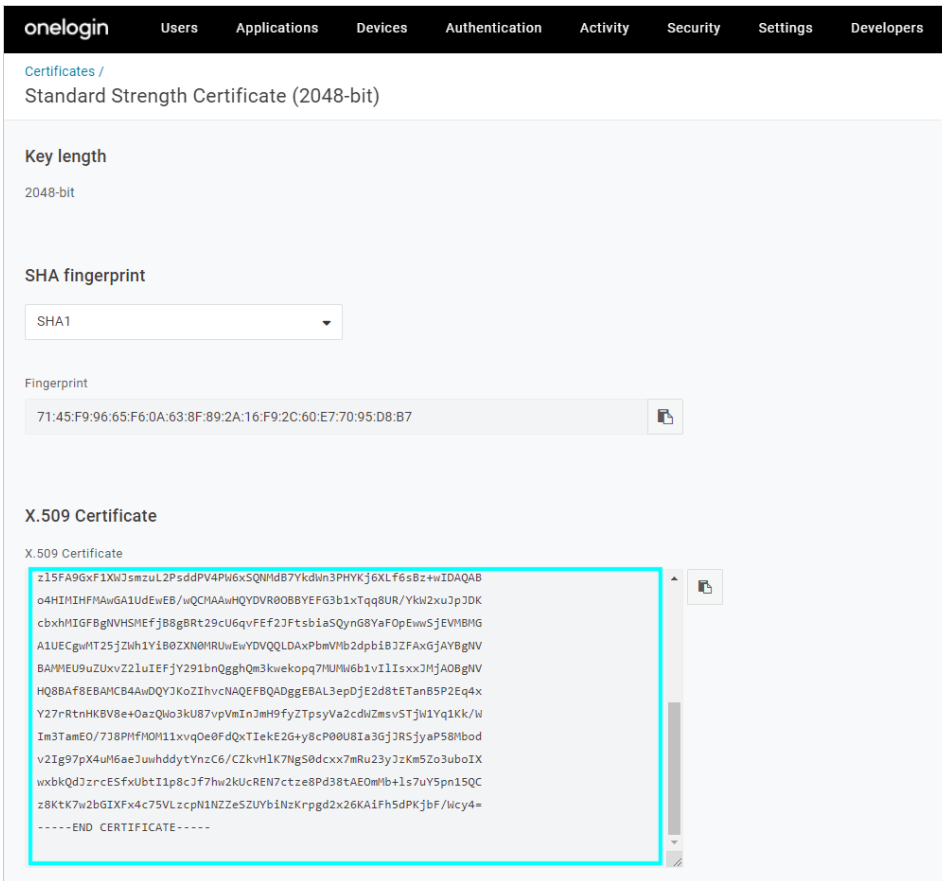 onelogin Users Applications Devices Authentication Activity Security Settings Developers
Certificates /
Standard Strength Certificate (2048-bit)
Key length
2048-bit
SHA fingerprint
SHA1
Fingerprint
71:45:F9:96:65:F6:0A:63:8F:89:2A:16:F9:2C:60:E7:70:95:D8:B7
X.509 Certificate
X.509 Certificate
zl5FA9GxF1XWJsmzuL2PsddPV4PW6xSQNMdB7YkdWn3PHYKj6XLf6sBz+wIDAQAB
o4HIMIHFMAwGA1UdEwEB/wQCMAAwHQYDVR0OBBYEFG3b1xTqq8UR/YkW2xuJpJDK
cbxhMIGFBgNVHSMEfjB8gBRt29cU6qvFEf2JFtsbiaSQynG8YaFOpEwwSjEVMBMG
A1UECgwMT25jZWh1YiB0ZXN0MRUwEwYDVQQLDAxPbmVMb2dpbiBJZFAxGjAYBgNV
BAMMEU9uZUxvZ2luIEFjY291bnQgghQm3kwekopq7MUMW6b1vIlIsxxJMjAOBgNV
HQ8BAf8EBAMCB4AwDQYJKoZIhvcNAQEFBQADggEBAL3epDjE2d8tETanB5P2Eq4x
Y27rRtnHKBV8e+OazQWo3kU87vpVmInJmH9fyZTpsyVa2cdWZmsvSTjW1Yq1Kk/W
Im3TamEO/7J8PMfMOM11xvqOe0FdQxTIekE2G+y8cP00U8Ia3GjJRSjyaP58Mbod
v2Ig97pX4uM6aeJuwhddytYnzC6/CZkvHlK7NgS0dcxx7mRu23yJzKm5Zo3uboIX
wxbkQdJzrcESfxUbtI1p8cJf7hw2kUcREN7ctze8Pd38tAEOmMb+ls7uY5pn15QC
z8KtK7w2bGIXFx4c75VLzcpN1NZZeSZUYbiNzKrpgd2x26KAiFh5dPKjbF/Wcy4=
-----END CERTIFICATE-----